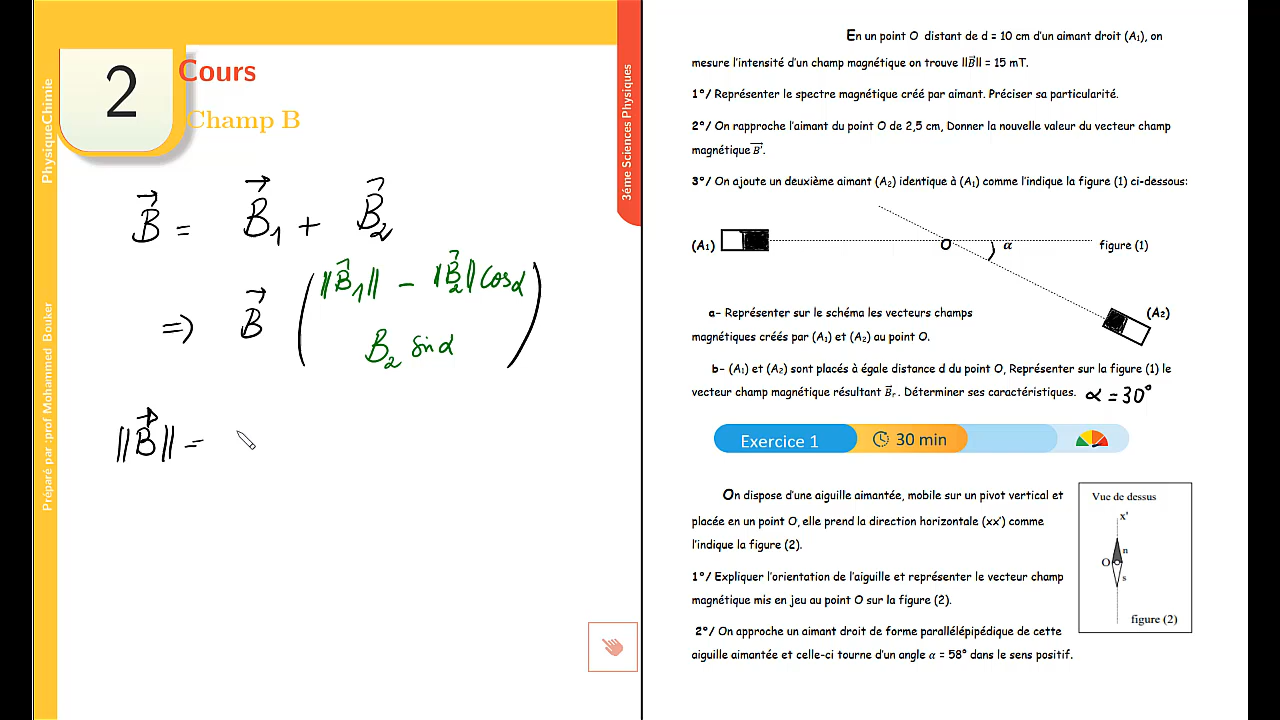 PhysiqueChimie
Préparé par :prof Mohammed Bouker
2
Cours
Champ B
3éme Sciences Physiques
B⃗ = B⃗₁ + B⃗₂
=> B⃗ ( ||B⃗₁|| - ||B⃗₂|| cosα
B₂ sinα )
||B⃗|| =
En un point O distant de d = 10 cm d'un aimant droit (A₁), on
mesure l'intensité d'un champ magnétique on trouve ||B⃗|| = 15 mT.
1°/ Représenter le spectre magnétique créé par aimant. Préciser sa particularité.
2°/ On rapproche l'aimant du point O de 2,5 cm, Donner la nouvelle valeur du vecteur champ
magnétique B'⃗.
3°/ On ajoute un deuxième aimant (A₂) identique à (A₁) comme l'indique la figure (1) ci-dessous:
(A₁) O α figure (1)
(A₂)
a- Représenter sur le schéma les vecteurs champs
magnétiques créés par (A₁) et (A₂) au point O.
b- (A₁) et (A₂) sont placés à égale distance d du point O, Représenter sur la figure (1) le
vecteur champ magnétique résultant B⃗ᵣ. Déterminer ses caractéristiques. α = 30°
Exercice 1 30 min
On dispose d'une aiguille aimantée, mobile sur un pivot vertical et
placée en un point O, elle prend la direction horizontale (xx') comme
l'indique la figure (2).
1°/ Expliquer l'orientation de l'aiguille et représenter le vecteur champ
magnétique mis en jeu au point O sur la figure (2).
2°/ On approche un aimant droit de forme parallélépipédique de cette
aiguille aimantée et celle-ci tourne d'un angle α = 58° dans le sens positif.
Vue de dessus
x'
n
O
s
figure (2)